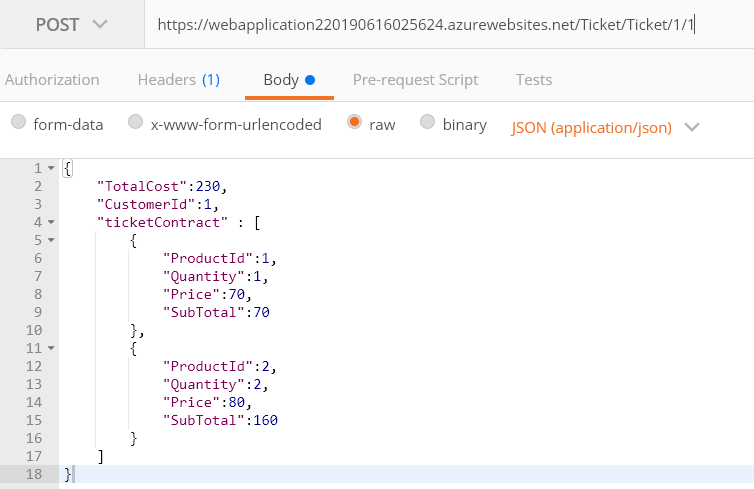 POST https://webapplication220190616025624.azurewebsites.net/Ticket/Ticket/1/1
Authorization Headers (1) Body Pre-request Script Tests
form-data x-www-form-urlencoded raw binary JSON (application/json)
1 {
2 "TotalCost":230,
3 "CustomerId":1,
4 "ticketContract" : [
5 {
6 "ProductId":1,
7 "Quantity":1,
8 "Price":70,
9 "SubTotal":70
10 },
11 {
12 "ProductId":2,
13 "Quantity":2,
14 "Price":80,
15 "SubTotal":160
16 }
17 ]
18 }